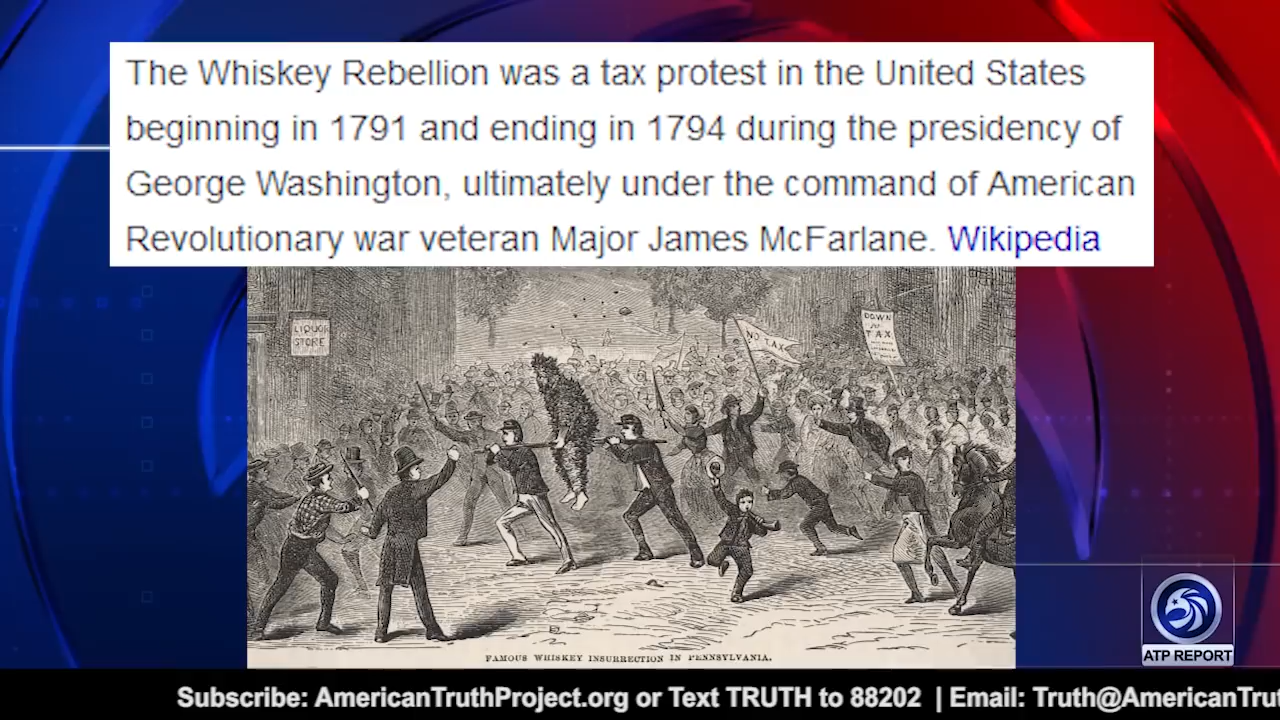 The Whiskey Rebellion was a tax protest in the United States
beginning in 1791 and ending in 1794 during the presidency of
George Washington, ultimately under the command of American
Revolutionary war veteran Major James McFarlane. Wikipedia
LIQUOR
STORE
NO TAX
DOWN
TAX
FAMOUS WHISKEY INSURRECTION IN PENNSYLVANIA.
ATP REPORT
Subscribe: AmericanTruthProject.org or Text TRUTH to 88202 | Email: Truth@AmericanTru